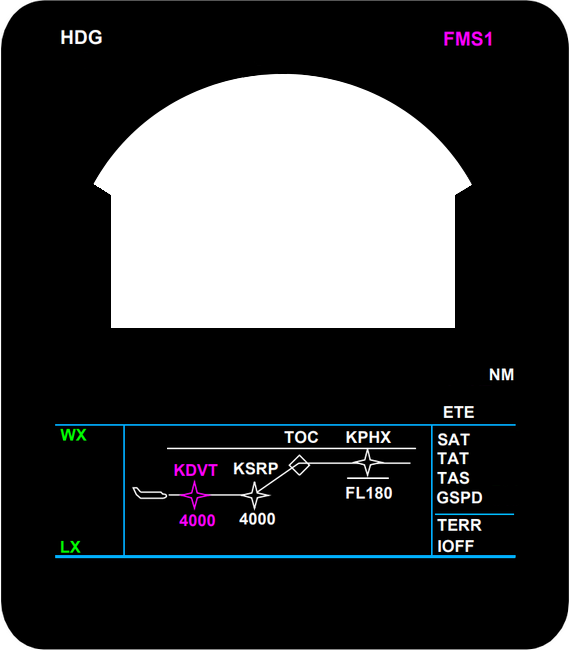 HDG FMS1
NM
ETE
WX
TOC KPHX
SAT
KDVT KSRP
TAT
TAS
FL180
GSPD
4000 4000
TERR
LX
IOFF